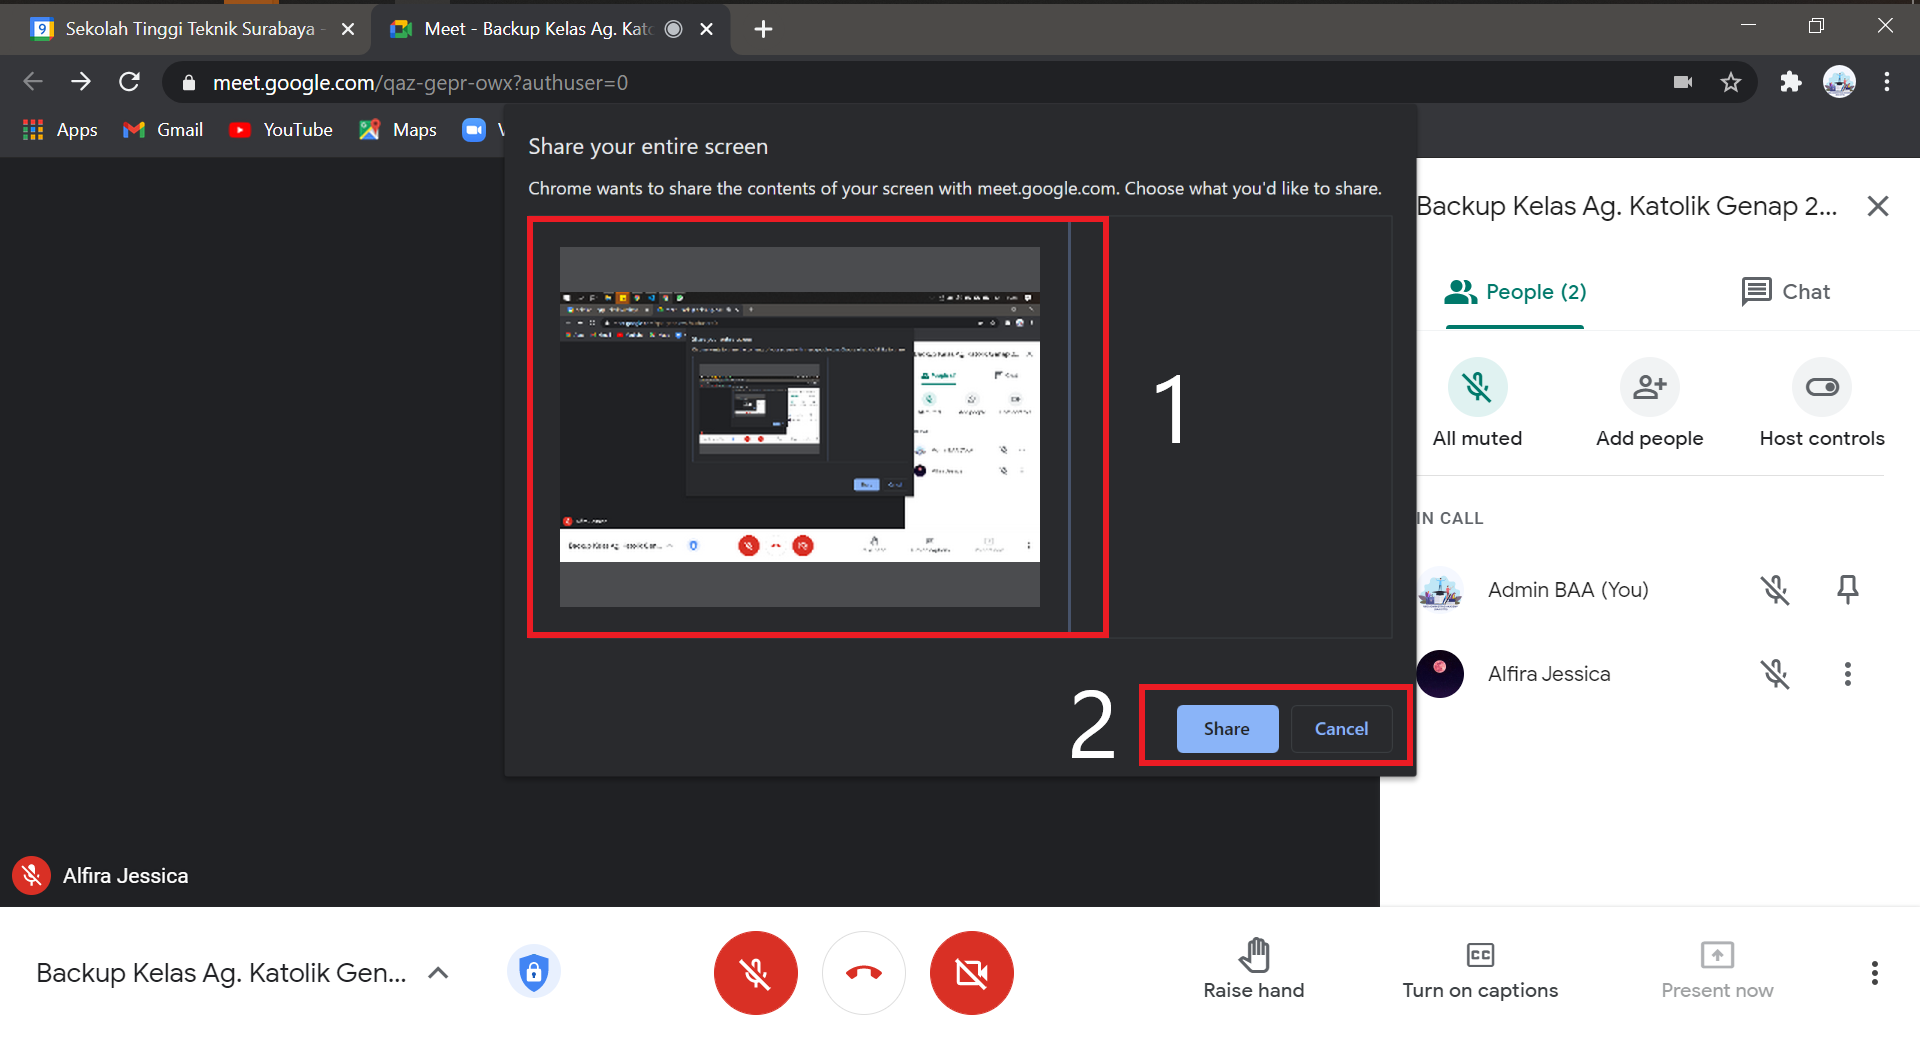 Sekolah Tinggi Teknik Surabaya -
Meet - Backup Kelas Ag. Kato
meet.google.com/qaz-gepr-owx?authuser=0
Apps
Gmail
YouTube
Maps
Share your entire screen
Chrome wants to share the contents of your screen with meet.google.com. Choose what you'd like to share.
1
2
Share
Cancel
Backup Kelas Ag. Katolik Genap 2...
People (2)
Chat
All muted
Add people
Host controls
IN CALL
Admin BAA (You)
Alfira Jessica
Alfira Jessica
Backup Kelas Ag. Katolik Gen...
Raise hand
Turn on captions
Present now